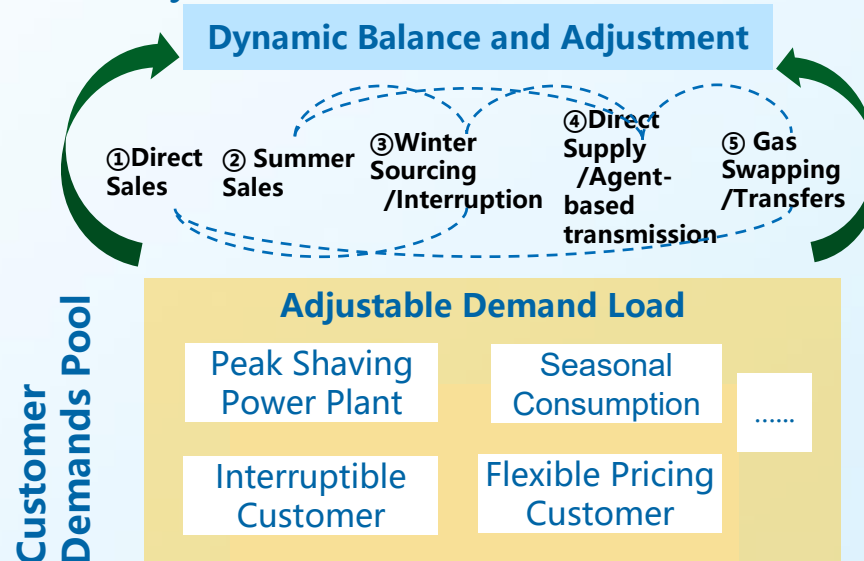 Dynamic Balance and Adjustment
①Direct
Sales
② Summer
Sales
③Winter
Sourcing
/Interruption
④Direct
Supply
/Agent-
based
transmission
⑤ Gas
Swapping
/Transfers
Customer
Demands Pool
Adjustable Demand Load
Peak Shaving
Power Plant
Seasonal
Consumption
......
Interruptible
Customer
Flexible Pricing
Customer